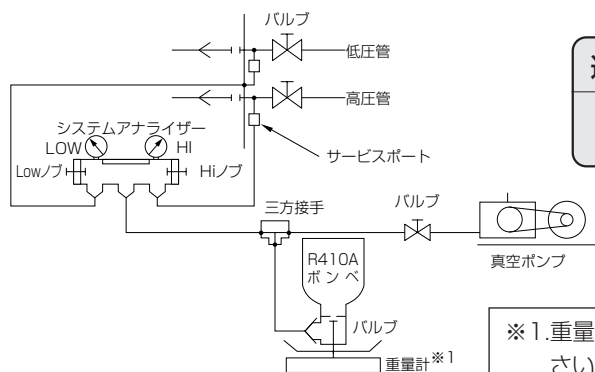 バルブ
低圧管
高圧管
システムアナライザー
LOW
HI
Lowノブ
Hiノブ
サービスポート
三方接手
バルブ
真空ポンプ
R410A
ボンベ
バルブ
重量計※1
※1.重量
さい